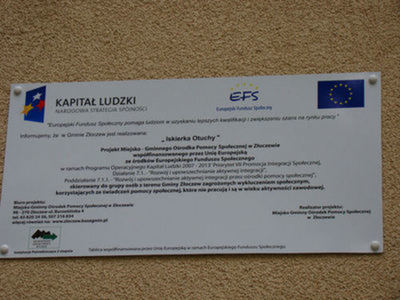 KAPITAŁ LUDZKI
NARODOWA STRATEGIA SPÓJNOŚCI
EFS
Europejski Fundusz Społeczny
"Europejski Fundusz Społeczny pomaga ludziom w uzyskaniu lepszych kwalifikacji i zwiększeniu szans na rynku pracy"
Informujemy, że w Gminie Złoczew jest realizowana:
„Iskierka Otuchy"
Projekt Miejsko - Gminnego Ośrodka Pomocy Społecznej w Złoczewie
współfinansowanego przez Unię Europejską
ze środków Europejskiego Funduszu Społecznego
w ramach Programu Operacyjnego Kapitał Ludzki 2007 - 2013 Priorytet VII Promocja Integracji Społecznej,
Działanie 7.1. - "Rozwój i upowszechnianie aktywnej integracji",
Poddziałanie 7.1.1. - "Rozwój i upowszechnianie aktywnej integracji przez ośrodki pomocy społecznej",
skierowany do grupy osób z terenu Gminy Złoczew zagrożonych wykluczeniem społecznym,
korzystających ze świadczeń pomocy społecznej, które nie pracują i są w wieku aktywności zawodowej.
Biuro projektu:
Miejsko Gminny Ośrodek Pomocy Społecznej w Złoczewie
98 - 270 Złoczew ul. Burzenińska
Realizator projektu:
Miejsko Gminny Ośrodek Pomocy Społecznej
w Złoczewie
Tablica współfinansowana przez Unię Europejską w ramach Europejskiego Funduszu Społecznego.